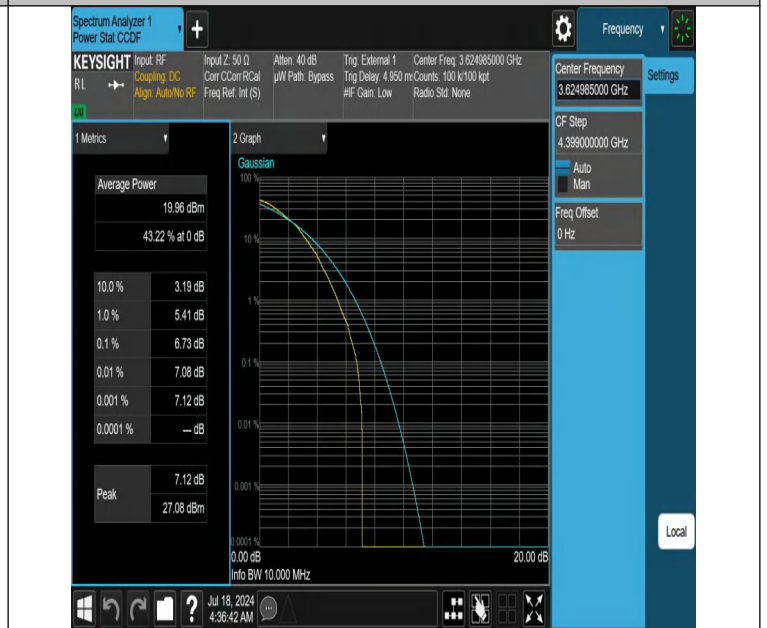 Spectrum Analyzer 1
Power Stat CCDF
+
Frequency
KEYSIGHT
RL
LXI
Input: RF
Coupling: DC
Align: Auto/No RF
Input Z: 50 Ω
Corr CCorr RCal
Freq Ref: Int (S)
Atten: 40 dB
µW Path: Bypass
Trig: External 1
Trig Delay: 4.950 m
#IF Gain: Low
Center Freq: 3.624985000 GHz
Counts: 100 k/100 kpt
Radio Std: None
Center Frequency
3.624985000 GHz
Settings
CF Step
4.399000000 GHz
Auto
Man
Freq Offset
0 Hz
1 Metrics
2 Graph
Average Power
19.96 dBm
43.22 % at 0 dB
10.0 % 3.19 dB
1.0 % 5.41 dB
0.1 % 6.73 dB
0.01 % 7.08 dB
0.001 % 7.12 dB
0.0001 % --- dB
Peak
7.12 dB
27.08 dBm
Gaussian
100 %
10 %
1 %
0.1 %
0.01 %
0.001 %
0.0001 %
0.00 dB
20.00 dB
Info BW 10.000 MHz
Local
?
Jul 18, 2024
4:36:42 AM